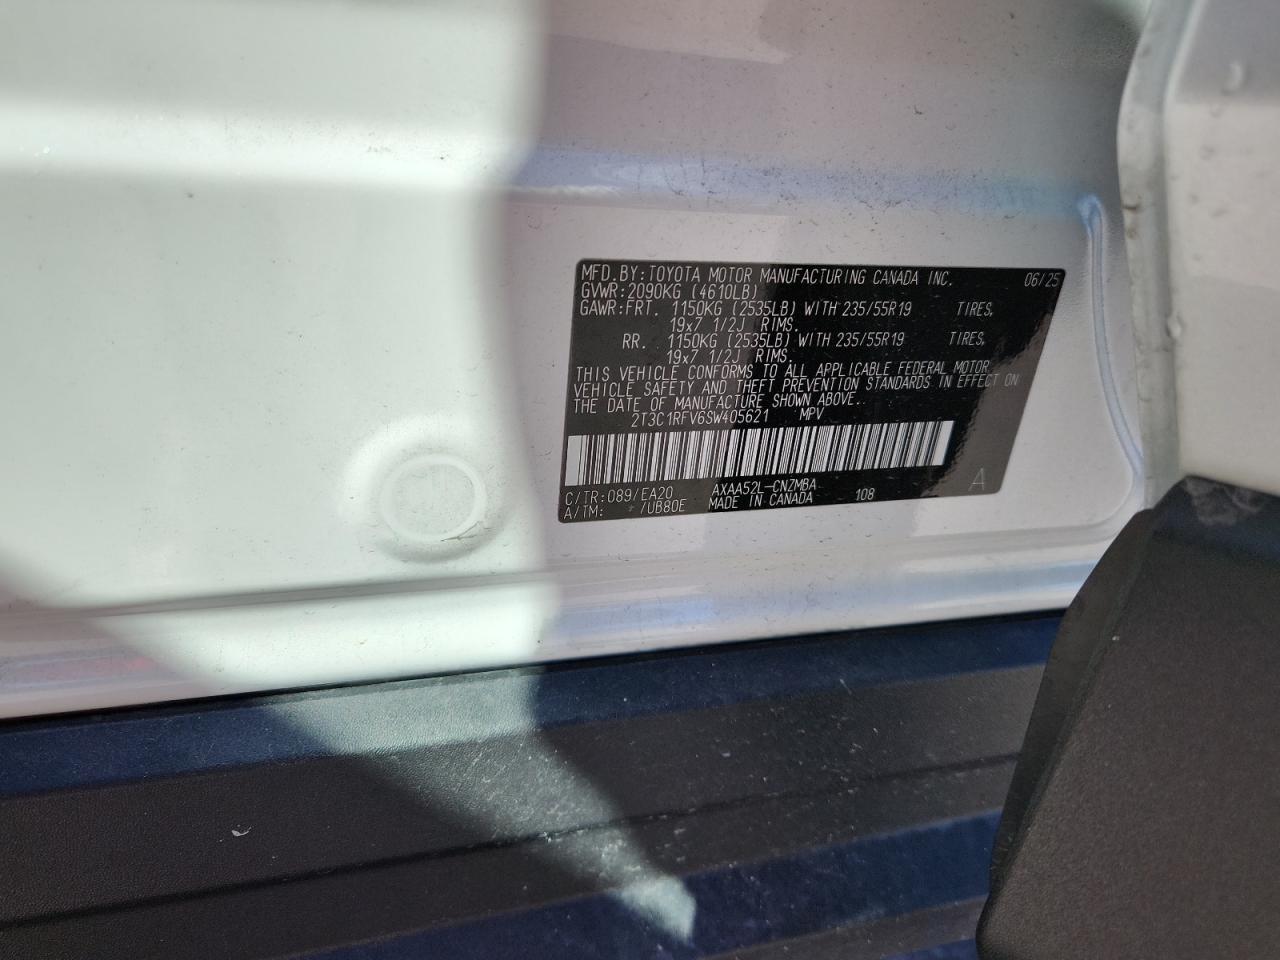 MFD. BY: TOYOTA MOTOR MANUFACTURING CANADA INC. 06/25
GVWR: 2090KG (4610LB)
GAWR: FRT. 1150KG (2535LB) WITH 235/55R19 TIRES,
19x7 1/2J RIMS.
RR. 1150KG (2535LB) WITH 235/55R19 TIRES,
19x7 1/2J RIMS.
THIS VEHICLE CONFORMS TO ALL APPLICABLE FEDERAL MOTOR
VEHICLE SAFETY AND THEFT PREVENTION STANDARDS IN EFFECT ON
THE DATE OF MANUFACTURE SHOWN ABOVE.
2T3C1RFV6SW405621 MPV
C/TR: 089/EA20 AXAA52L-CNZMBA 108 A
A/TM: * /UB80E MADE IN CANADA